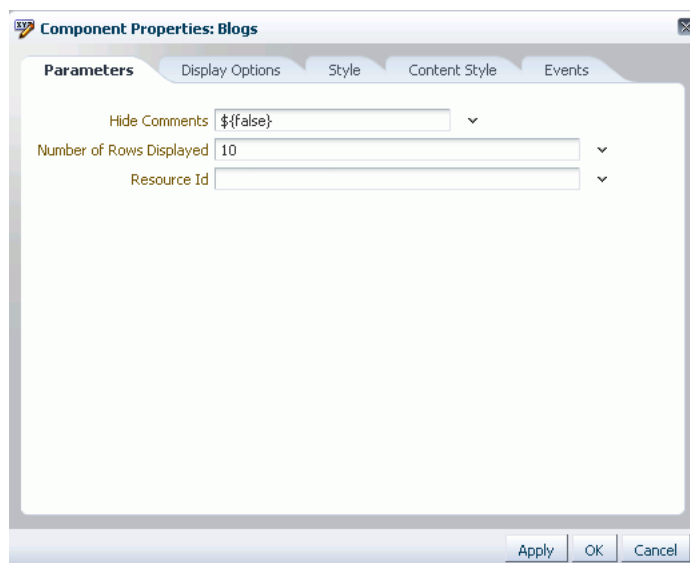 Component Properties: Blogs
Parameters Display Options Style Content Style Events
Hide Comments ${false}
Number of Rows Displayed 10
Resource Id
Apply OK Cancel